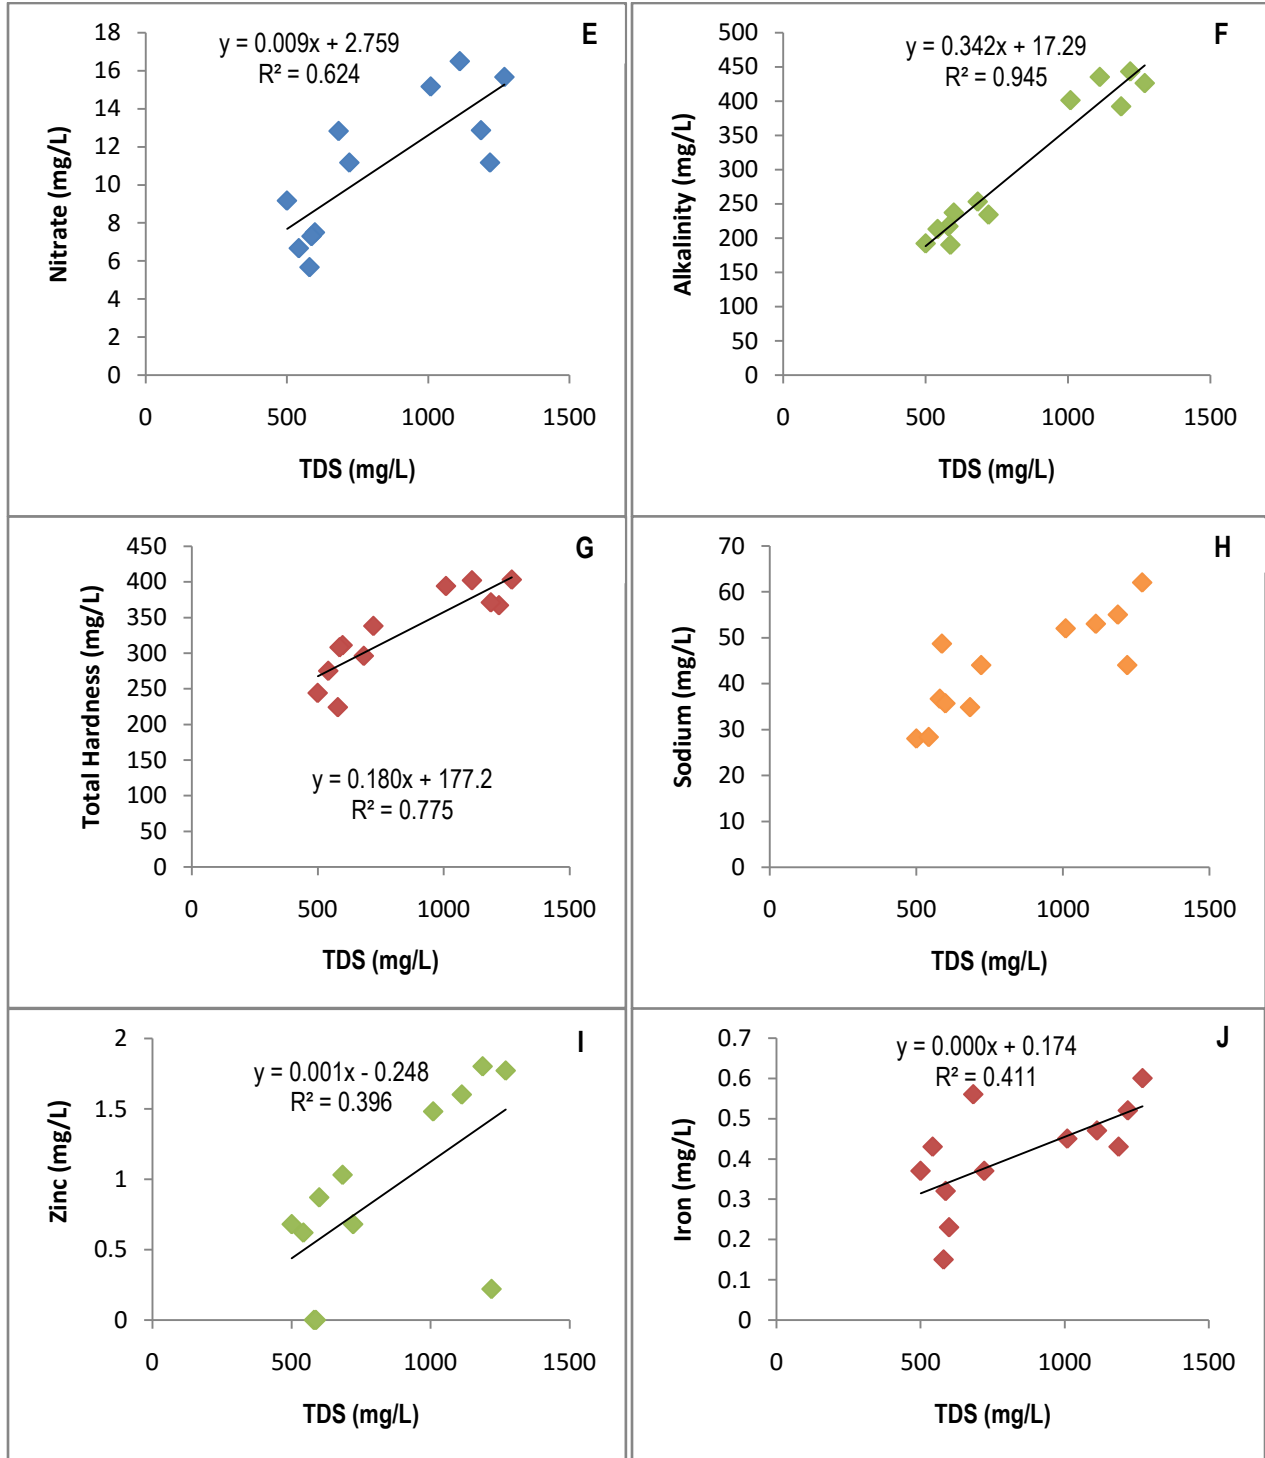 E
y = 0.009x + 2.759
R² = 0.624
Nitrate (mg/L)
18
16
14
12
10
8
6
4
2
0
0 500 1000 1500
TDS (mg/L)
F
y = 0.342x + 17.29
R² = 0.945
Alkalinity (mg/L)
500
450
400
350
300
250
200
150
100
50
0
0 500 1000 1500
TDS (mg/L)
G
Total Hardness (mg/L)
450
400
350
300
250
200
150
100
50
0
y = 0.180x + 177.2
R² = 0.775
0 500 1000 1500
TDS (mg/L)
H
Sodium (mg/L)
70
60
50
40
30
20
10
0
0 500 1000 1500
TDS (mg/L)
I
y = 0.001x - 0.248
R² = 0.396
Zinc (mg/L)
2
1.5
1
0.5
0
0 500 1000 1500
TDS (mg/L)
J
y = 0.000x + 0.174
R² = 0.411
Iron (mg/L)
0.7
0.6
0.5
0.4
0.3
0.2
0.1
0
0 500 1000 1500
TDS (mg/L)